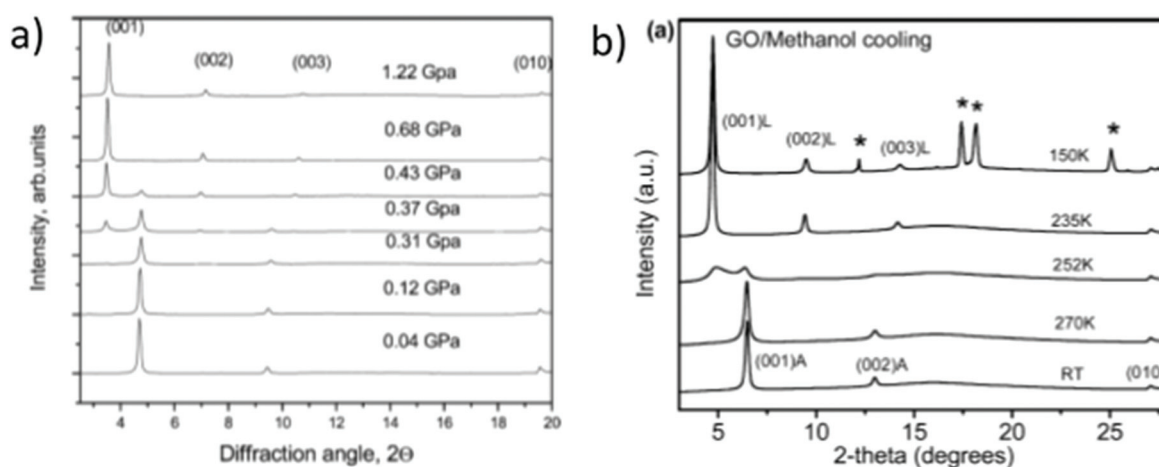 a)
(001)
(002)
(003)
(010)
1.22 Gpa
0.68 GPa
0.43 GPa
0.37 Gpa
0.31 Gpa
0.12 GPa
0.04 GPa
Intensity, arb.units
4 6 8 10 12 14 16 18 20
Diffraction angle, 2Θ
b)
(a)
GO/Methanol cooling
* * * *
(001)L
(002)L
(003)L
150K
235K
252K
270K
(001)A
(002)A
RT
(010
Intensity (a.u.)
5 10 15 20 25
2-theta (degrees)